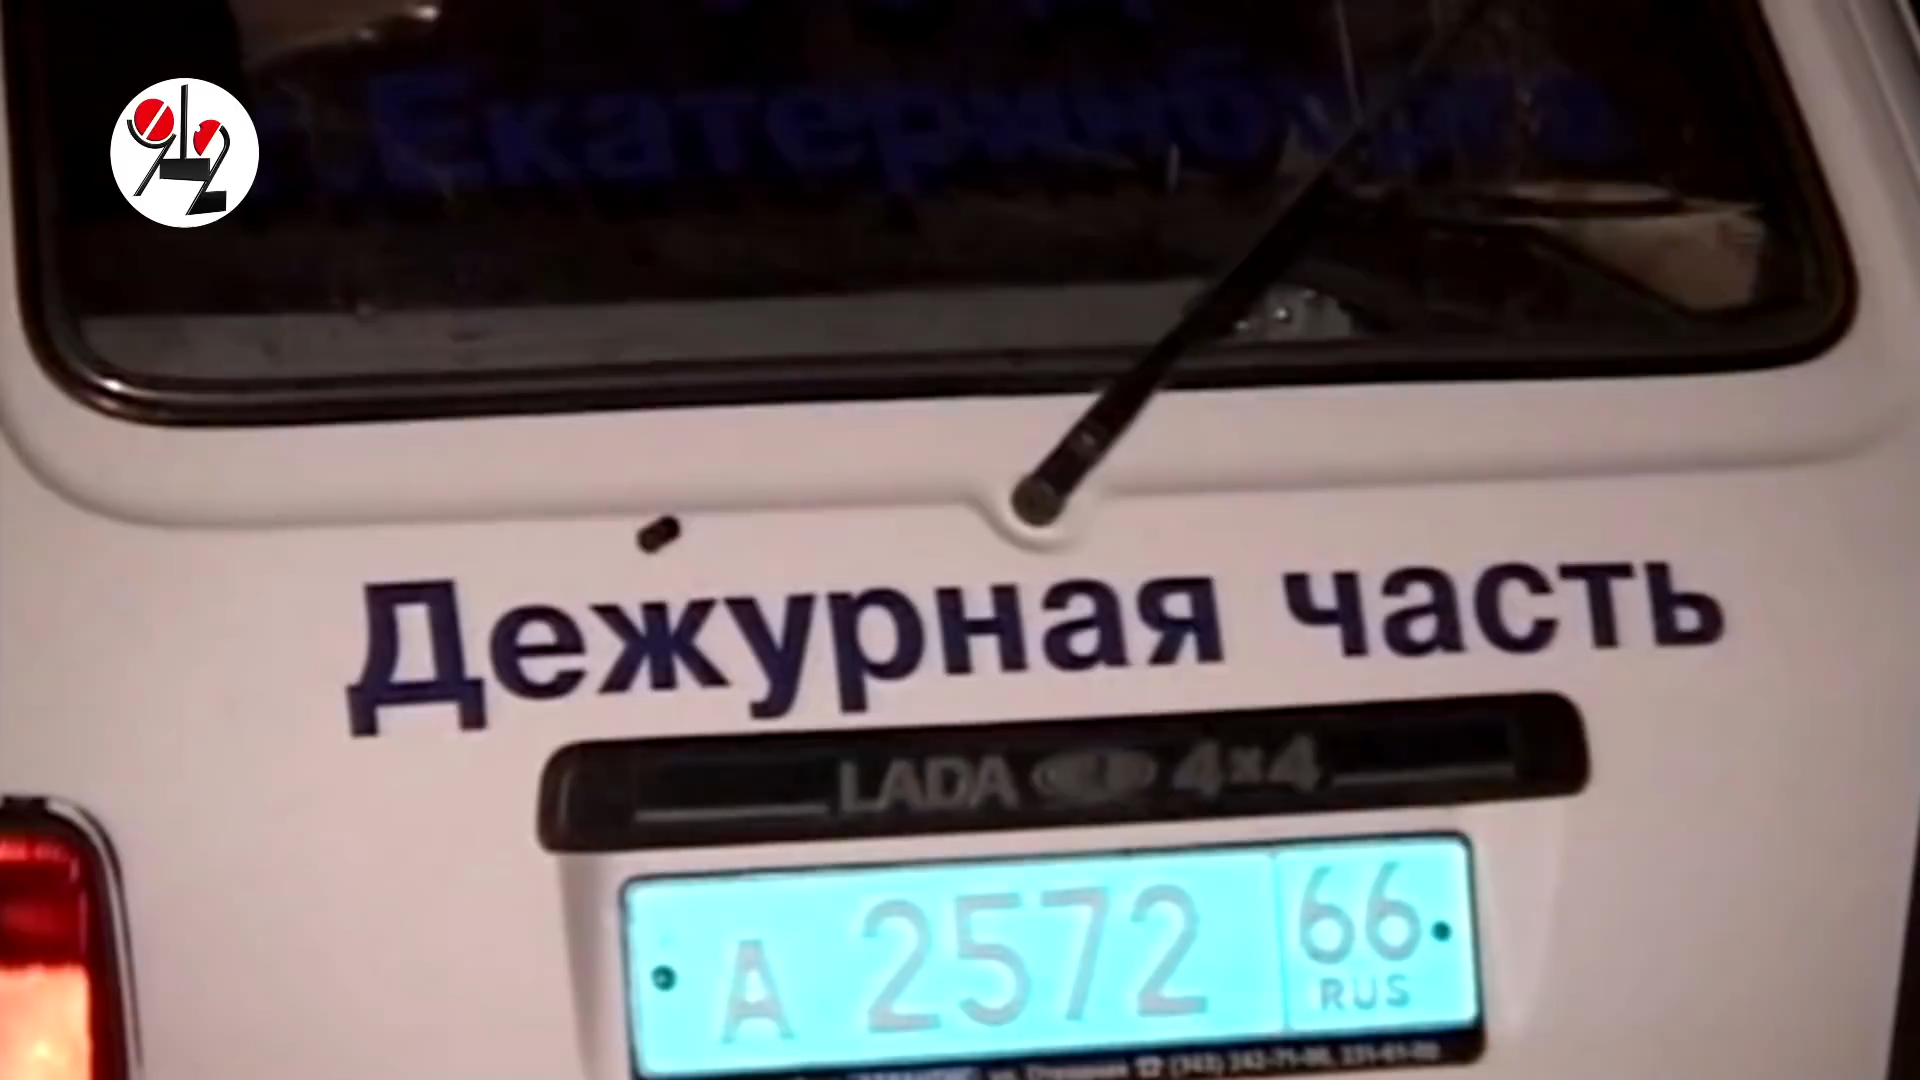 г.Екатеринбурга
Дежурная часть
LADA 4x4
А 2572 66
RUS